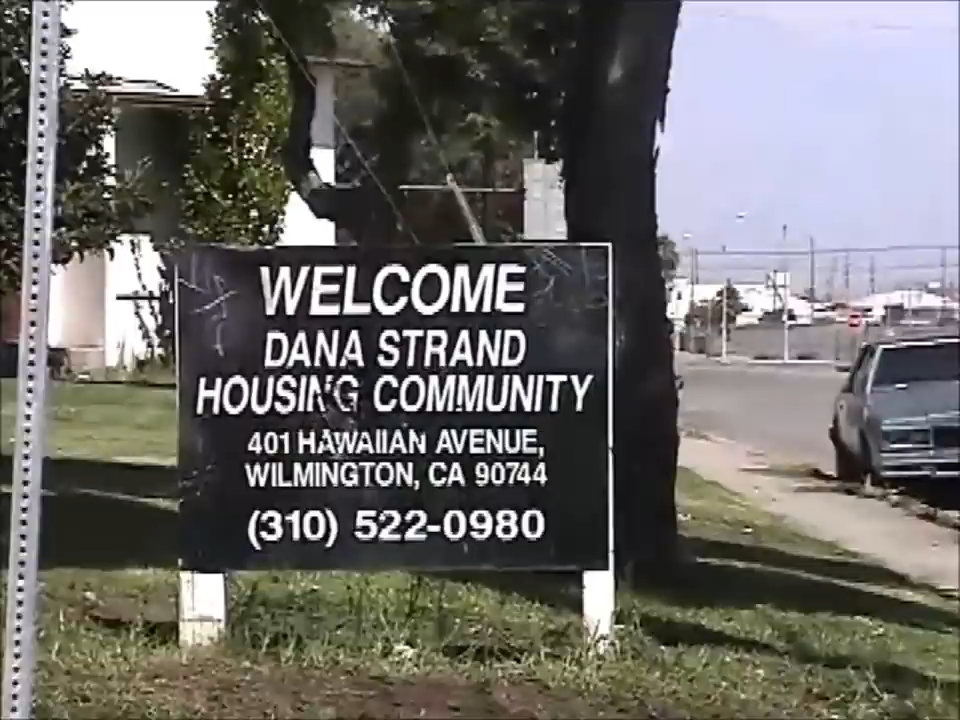 WELCOME
DANA STRAND
HOUSING COMMUNITY
401 HAWAIIAN AVENUE,
WILMINGTON, CA 90744
(310) 522-0980